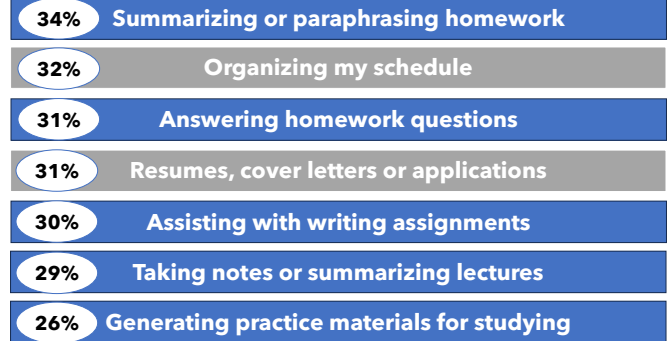 34% Summarizing or paraphrasing homework
32% Organizing my schedule
31% Answering homework questions
31% Resumes, cover letters or applications
30% Assisting with writing assignments
29% Taking notes or summarizing lectures
26% Generating practice materials for studying